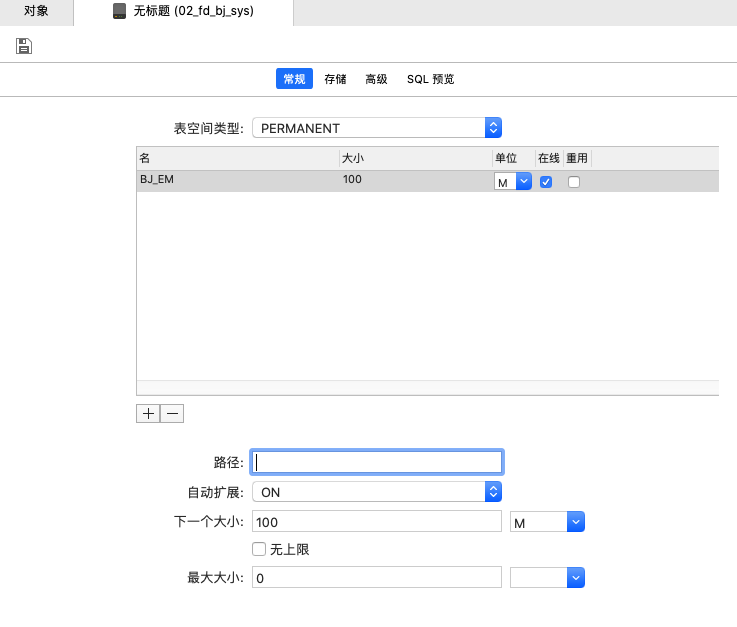 对象 无标题 (02_fd_bj_sys)
常规 存储 高级 SQL 预览
表空间类型: PERMANENT
名 大小 单位 在线 重用
BJ_EM 100 M
路径:
自动扩展: ON
下一个大小: 100 M
无上限
最大大小: 0